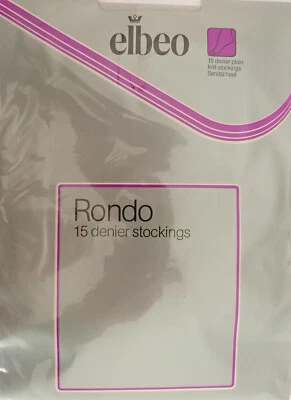 elbeo
15 denier plain
knit stockings
Sandal heel
Rondo
15 denier stockings